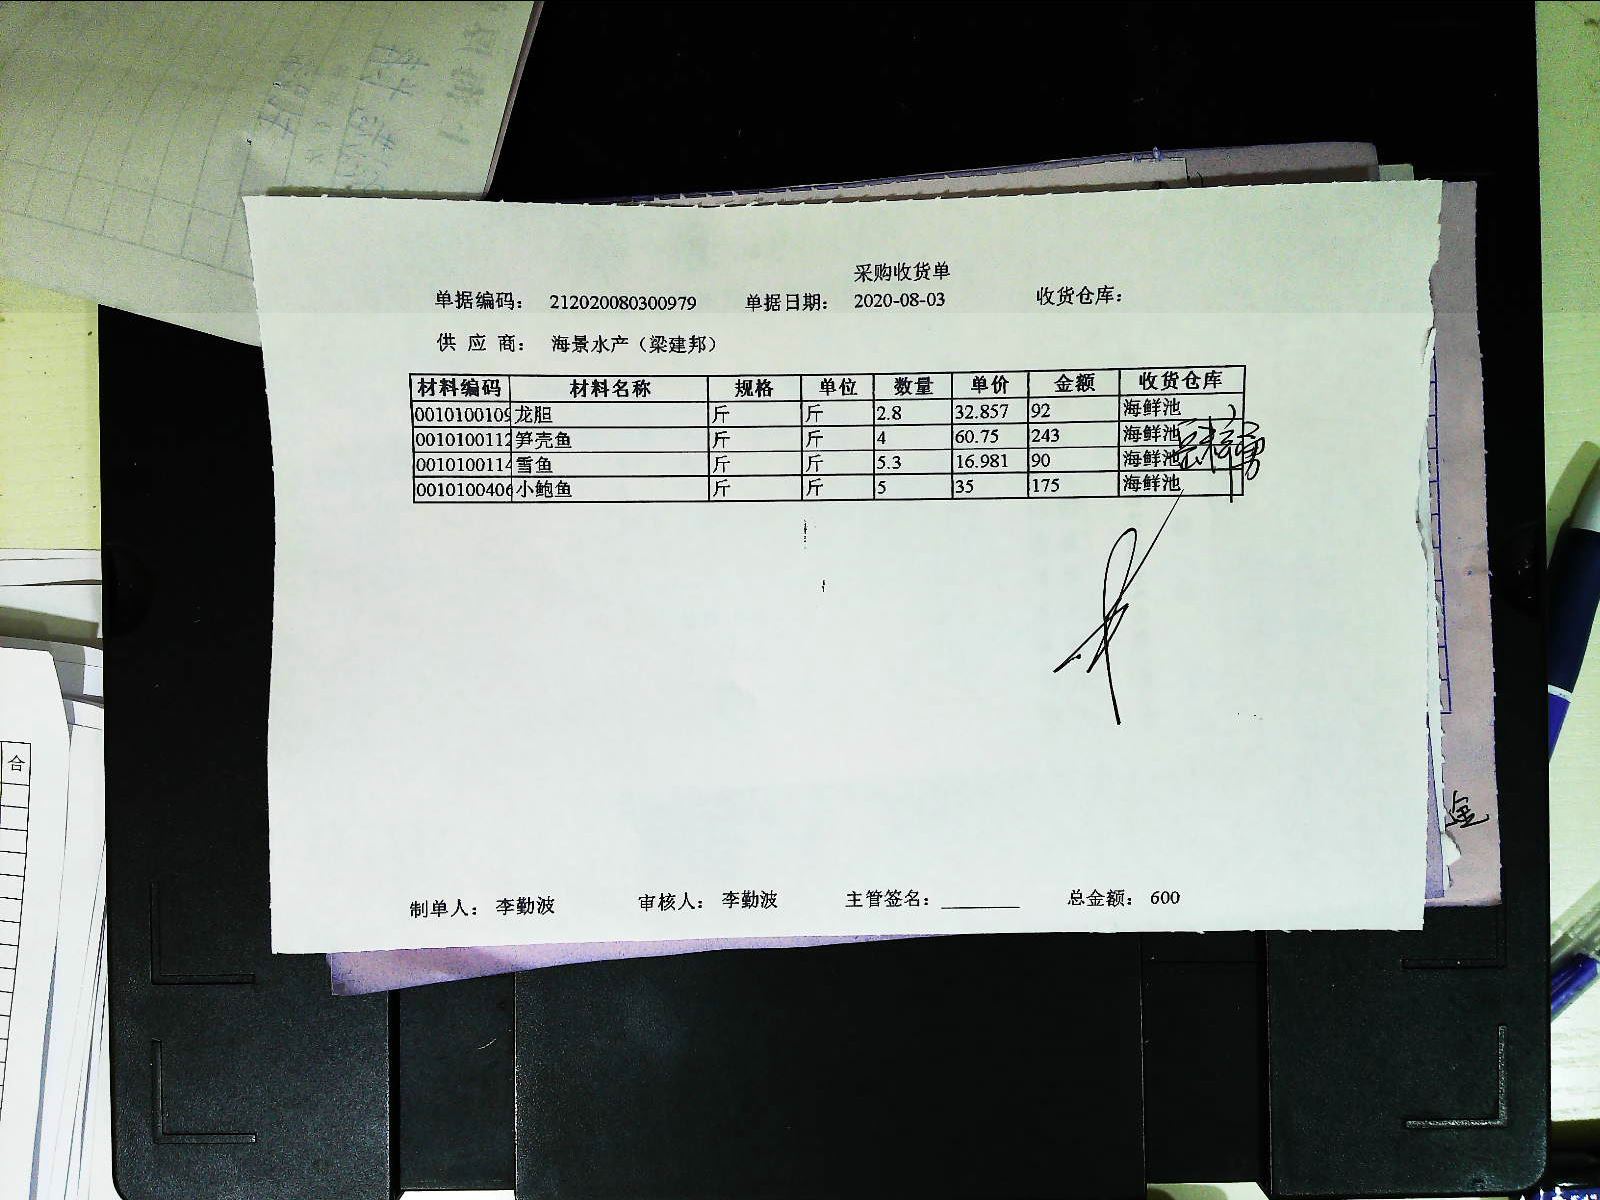 采购收货单
单据编码： 212020080300979 单据日期： 2020-08-03 收货仓库：
供 应 商： 海景水产（梁建邦）
材料编码 材料名称 规格 单位 数量 单价 金额 收货仓库
0010100109 龙胆 斤 斤 2.8 32.857 92 海鲜池
0010100112 笋壳鱼 斤 斤 4 60.75 243 海鲜池
0010100114 雪鱼 斤 斤 5.3 16.981 90 海鲜池
0010100406 小鲍鱼 斤 斤 5 35 175 海鲜池
制单人： 李勤波 审核人： 李勤波 主管签名：________ 总金额： 600
合